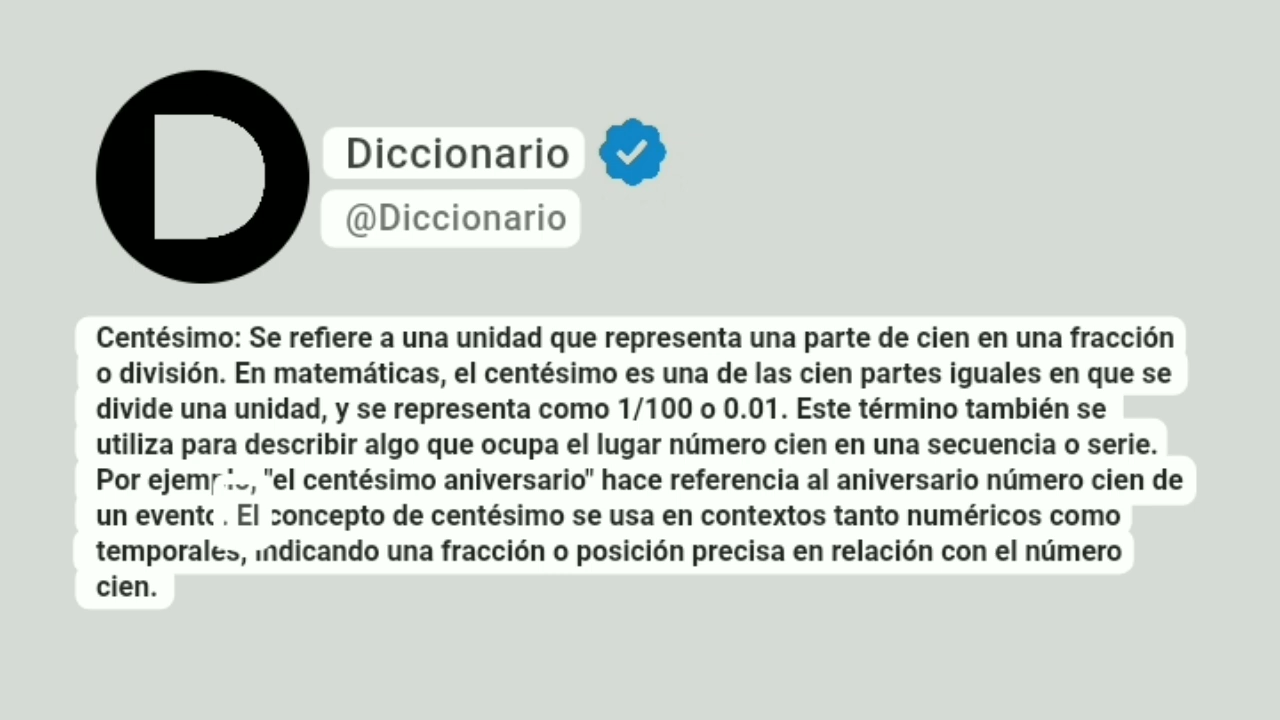 D
Diccionario
@Diccionario
Centésimo: Se refiere a una unidad que representa una parte de cien en una fracción
o división. En matemáticas, el centésimo es una de las cien partes iguales en que se
divide una unidad, y se representa como 1/100 o 0.01. Este término también se
utiliza para describir algo que ocupa el lugar número cien en una secuencia o serie.
Por ejemplo, "el centésimo aniversario" hace referencia al aniversario número cien de
un evento. El concepto de centésimo se usa en contextos tanto numéricos como
temporales, indicando una fracción o posición precisa en relación con el número
cien.